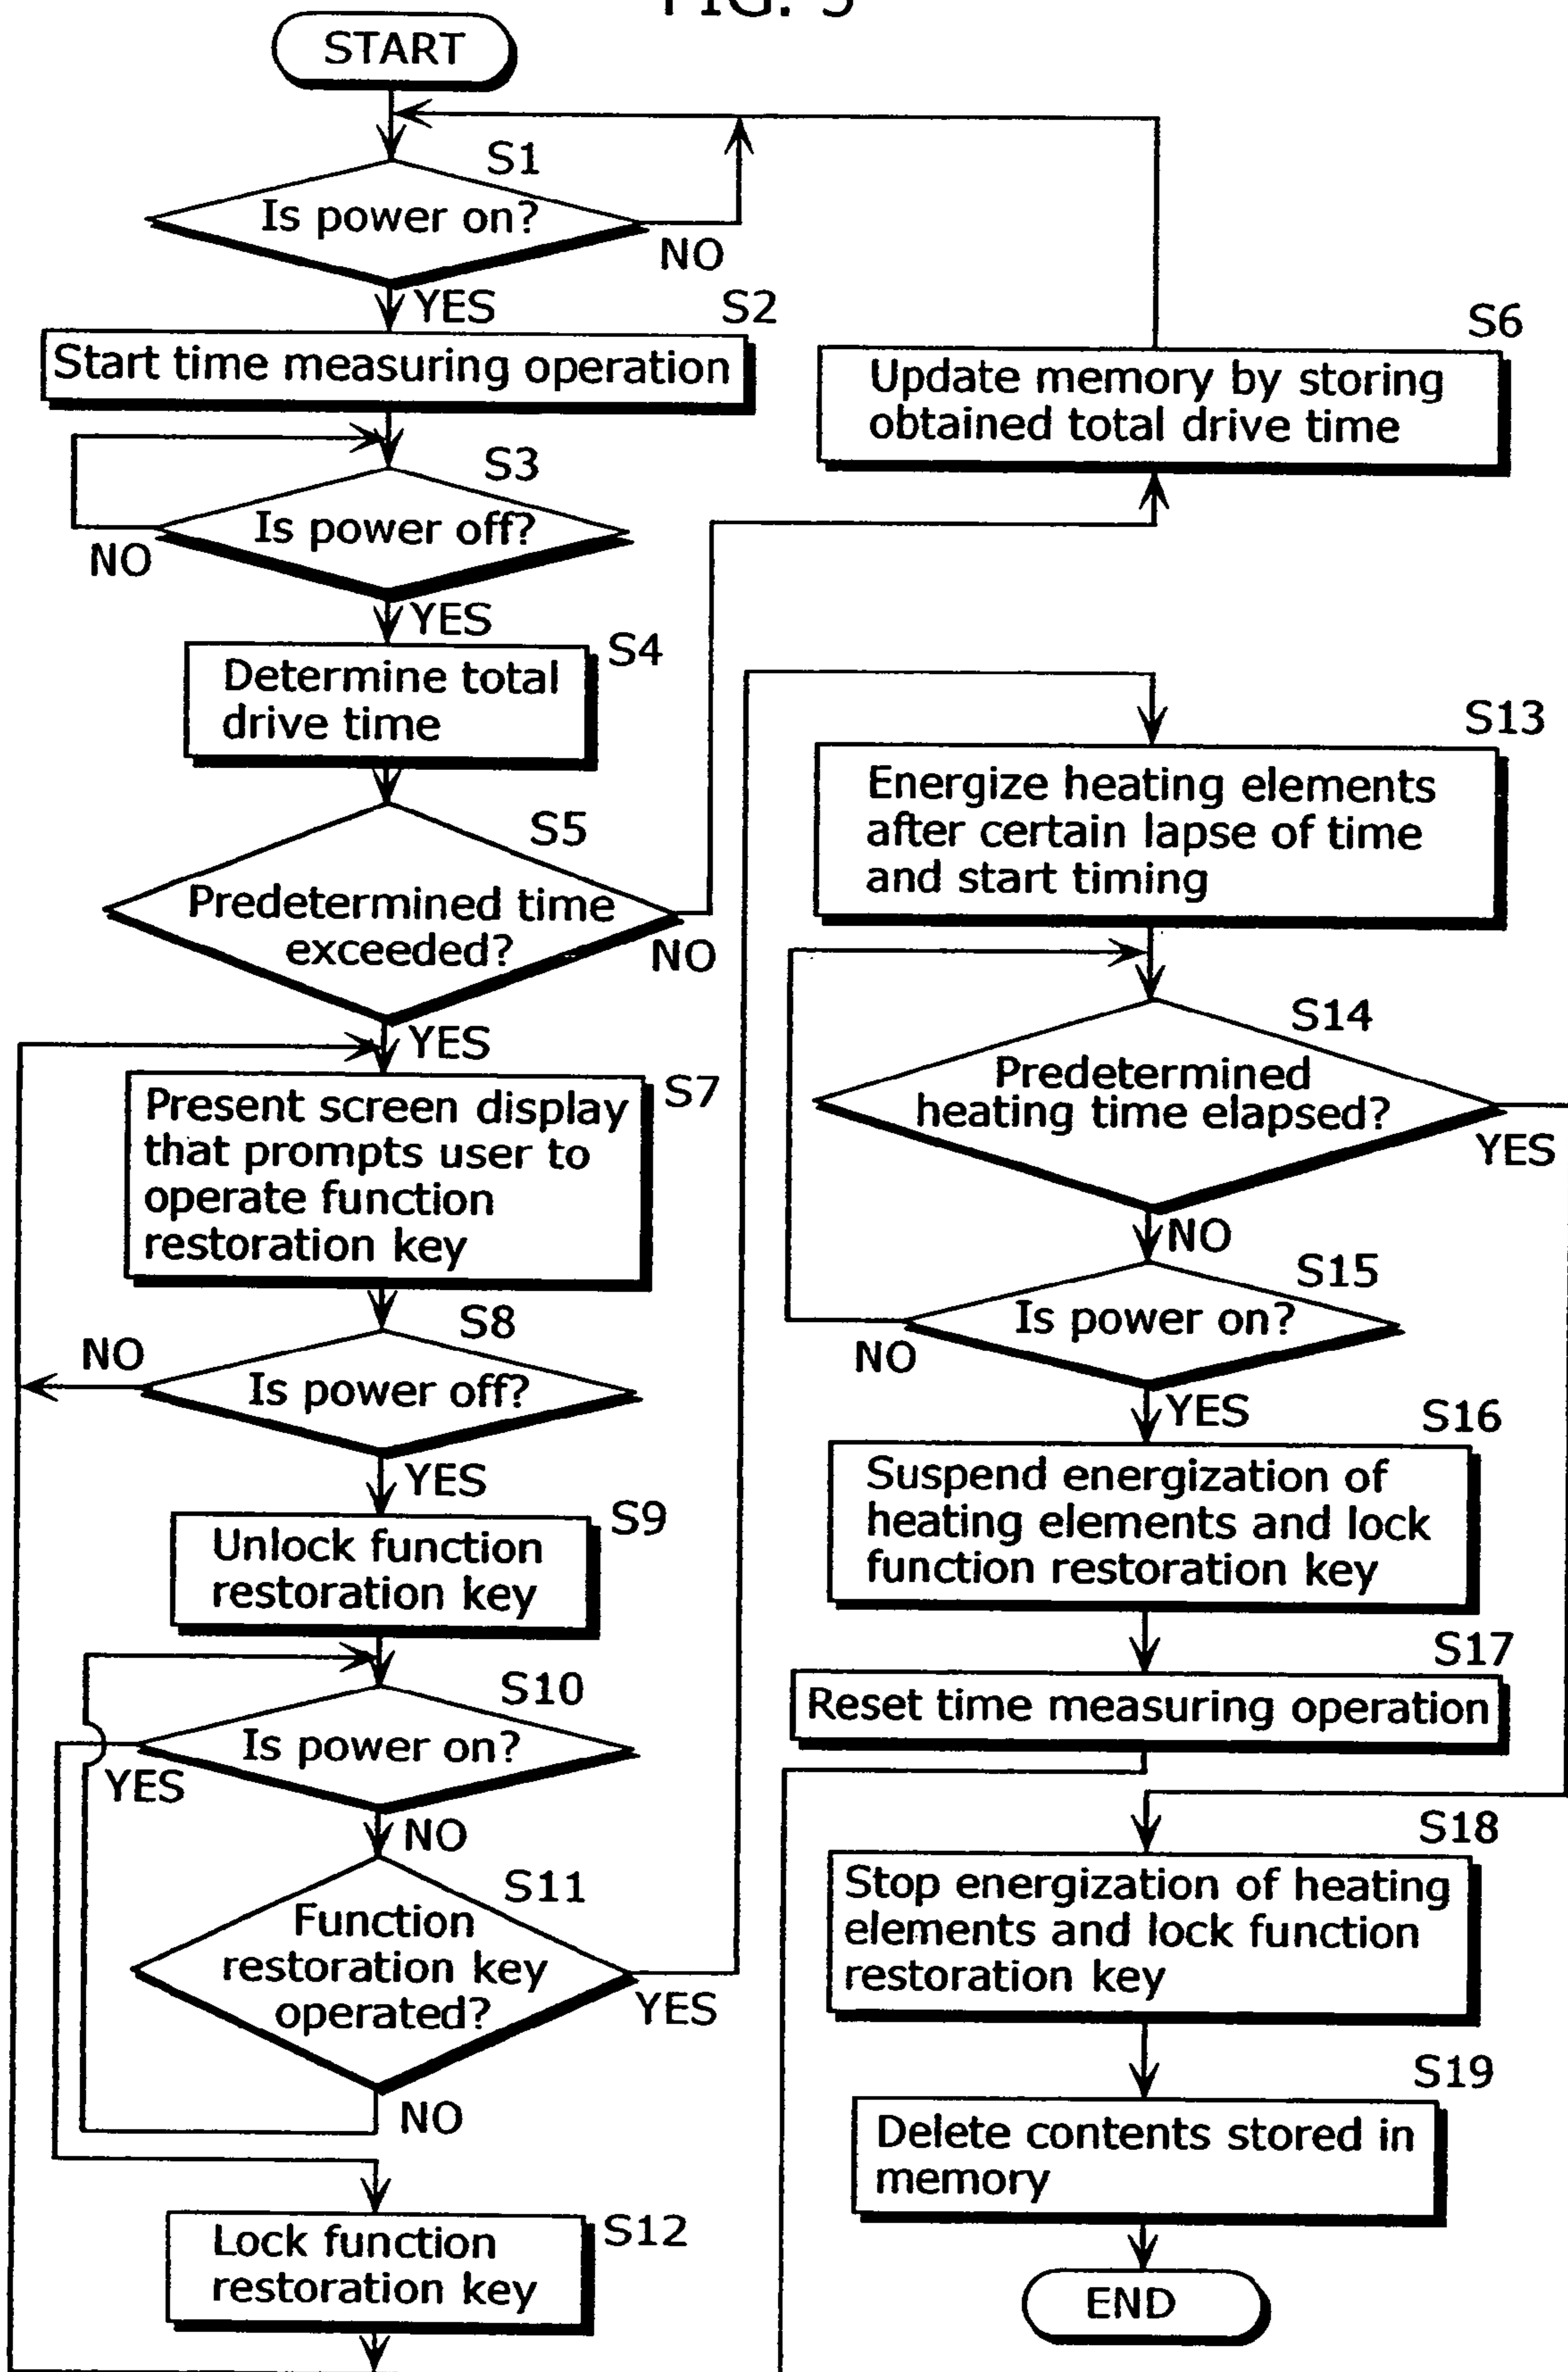 FIG.
START
S1
Is power on?
NO
YES
S2
Start time measuring operation
S3
Is power off?
NO
YES
S4
Determine total
drive time
S5
Predetermined time
exceeded?
NO
YES
S6
Update memory by storing
obtained total drive time
S7
Present screen display
that prompts user to
operate function
restoration key
S8
NO
Is power off?
YES
S9
Unlock function
restoration key
S10
Is power on?
YES
NO
S11
Function
restoration key
operated?
YES
NO
S12
Lock function
restoration key
S13
Energize heating elements
after certain lapse of time
and start timing
S14
Predetermined
heating time elapsed?
YES
NO
S15
Is power on?
NO
YES
S16
Suspend energization of
heating elements and lock
function restoration key
S17
Reset time measuring operation
S18
Stop energization of heating
elements and lock function
restoration key
S19
Delete contents stored in
memory
END